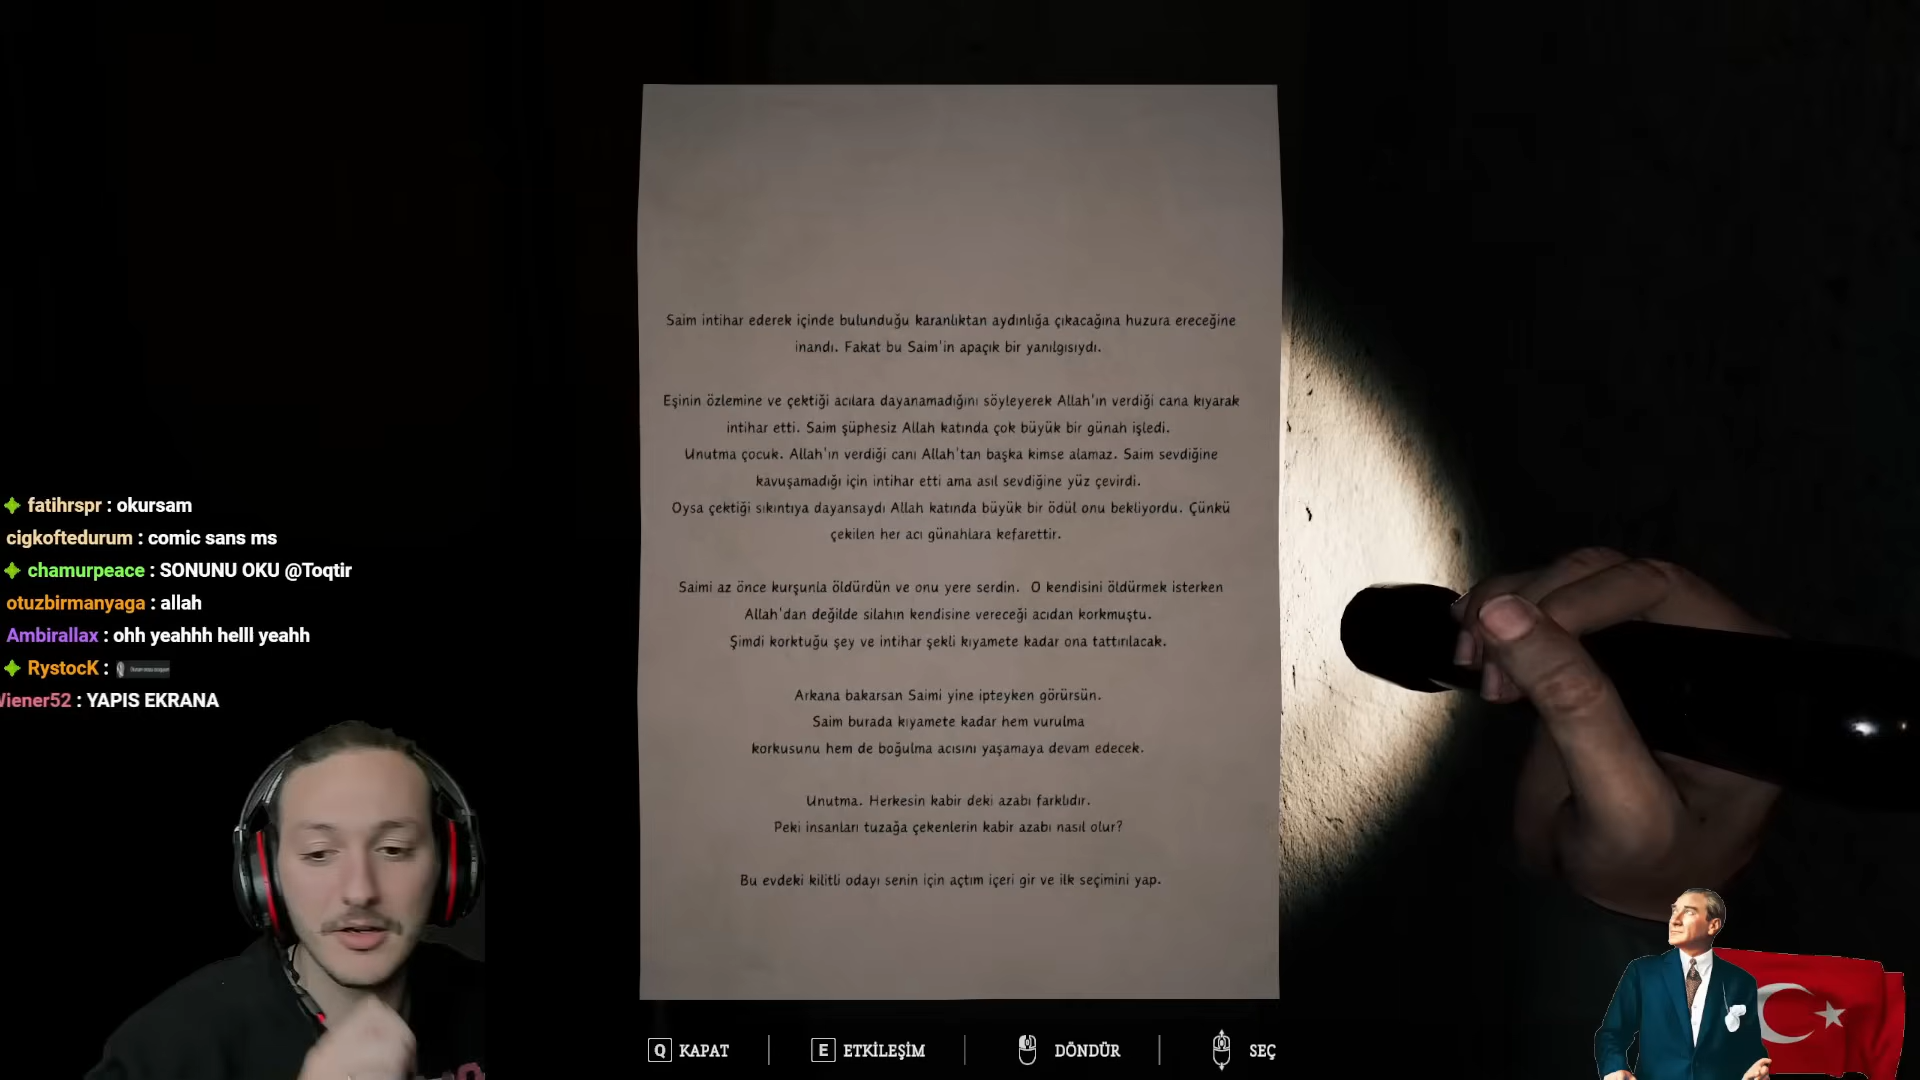 Saim intihar ederek içinde bulunduğu karanlıktan aydınlığa çıkacağına huzura ereceğine
inandı. Fakat bu Saim'in apaçık bir yanılgısıydı.
Eşinin özlemine ve çektiği acılara dayanamadığını söyleyerek Allah'ın verdiği cana kıyarak
intihar etti. Saim şüphesiz Allah katında çok büyük bir günah işledi.
Unutma çocuk. Allah'ın verdiği canı Allah'tan başka kimse alamaz. Saim sevdiğine
kavuşamadığı için intihar etti ama asıl sevdiğine yüz çevirdi.
Oysa çektiği sıkıntıya dayansaydı Allah katında büyük bir ödül onu bekliyordu. Çünkü
çekilen her acı günahlara kefarettir.
Saimi az önce kurşunla öldürdün ve onu yere serdin. O kendisini öldürmek isterken
Allah'dan değilde silahın kendisine vereceği acıdan korkmuştu.
Şimdi korktuğu şey ve intihar şekli kıyamete kadar ona tattırılacak.
Arkana bakarsan Saimi yine ipteyken görürsün.
Saim burada kıyamete kadar hem vurulma
korkusunu hem de boğulma acısını yaşamaya devam edecek.
Unutma. Herkesin kabir deki azabı farklıdır.
Peki insanları tuzağa çekenlerin kabir azabı nasıl olur?
Bu evdeki kilitli odayı senin için açtım içeri gir ve ilk seçimini yap.
fatihrspr : okursam
cigkoftedurum : comic sans ms
chamurpeace : SONUNU OKU @Toqtir
otuzbirmanyaga : allah
Ambirallax : ohh yeahhh helll yeahh
RystocK :
Wiener52 : YAPIS EKRANA
Q KAPAT E ETKİLEŞİM DÖNDÜR SEÇ